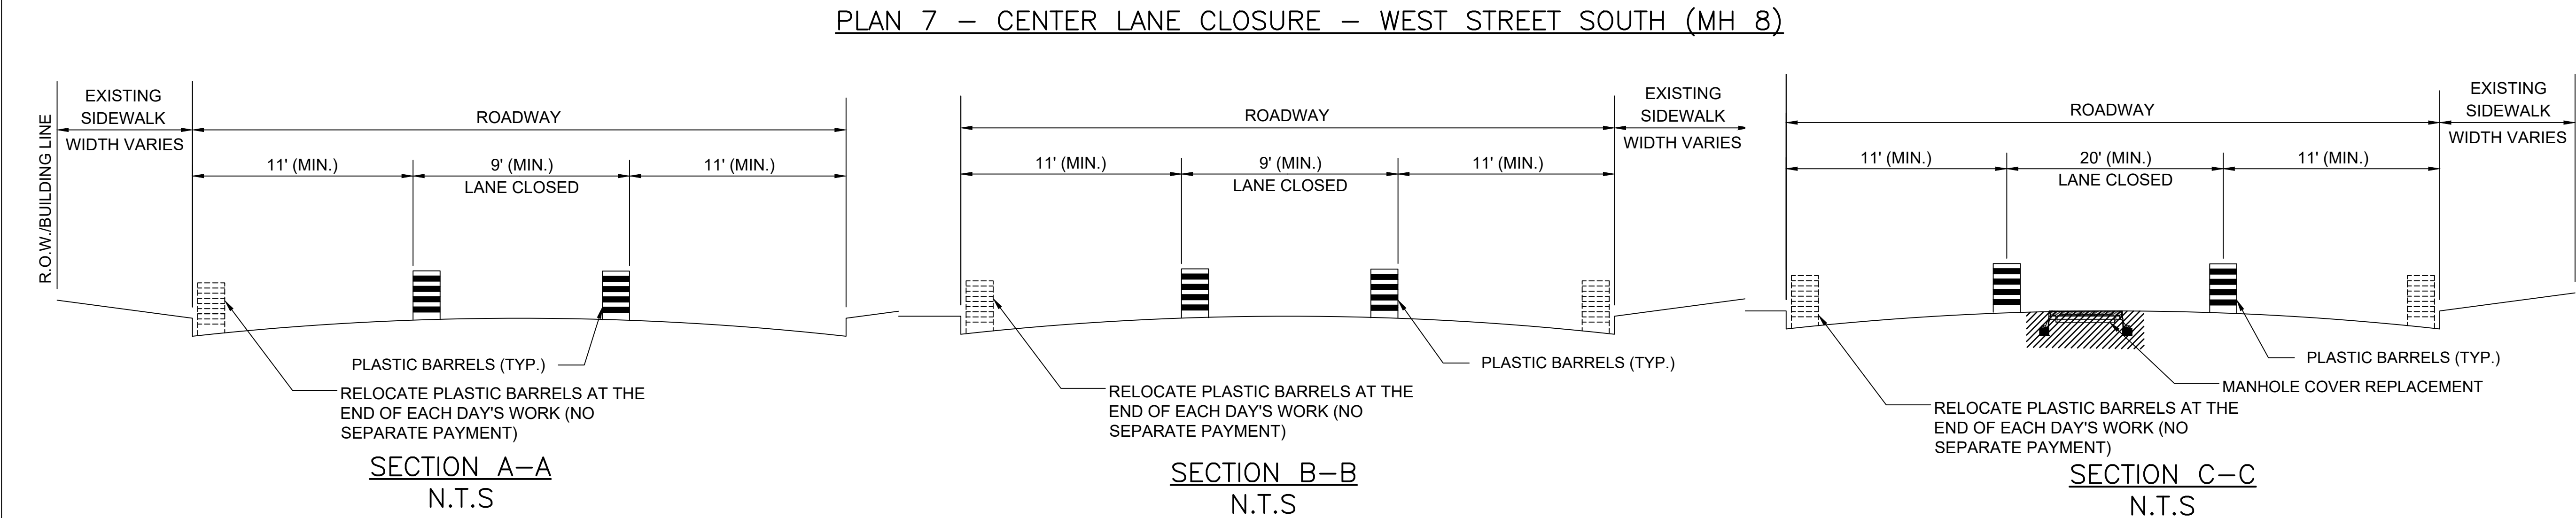 PLAN 7 – CENTER LANE CLOSURE – WEST STREET SOUTH (MH 8)
R.O.W./BUILDING LINE
EXISTING
SIDEWALK
WIDTH VARIES
ROADWAY
11' (MIN.)
9' (MIN.)
LANE CLOSED
11' (MIN.)
PLASTIC BARRELS (TYP.)
RELOCATE PLASTIC BARRELS AT THE
END OF EACH DAY'S WORK (NO
SEPARATE PAYMENT)
SECTION A–A
N.T.S
ROADWAY
EXISTING
SIDEWALK
WIDTH VARIES
11' (MIN.)
9' (MIN.)
LANE CLOSED
11' (MIN.)
PLASTIC BARRELS (TYP.)
RELOCATE PLASTIC BARRELS AT THE
END OF EACH DAY'S WORK (NO
SEPARATE PAYMENT)
SECTION B–B
N.T.S
ROADWAY
EXISTING
SIDEWALK
WIDTH VARIES
11' (MIN.)
20' (MIN.)
LANE CLOSED
11' (MIN.)
PLASTIC BARRELS (TYP.)
MANHOLE COVER REPLACEMENT
RELOCATE PLASTIC BARRELS AT THE
END OF EACH DAY'S WORK (NO
SEPARATE PAYMENT)
SECTION C–C
N.T.S